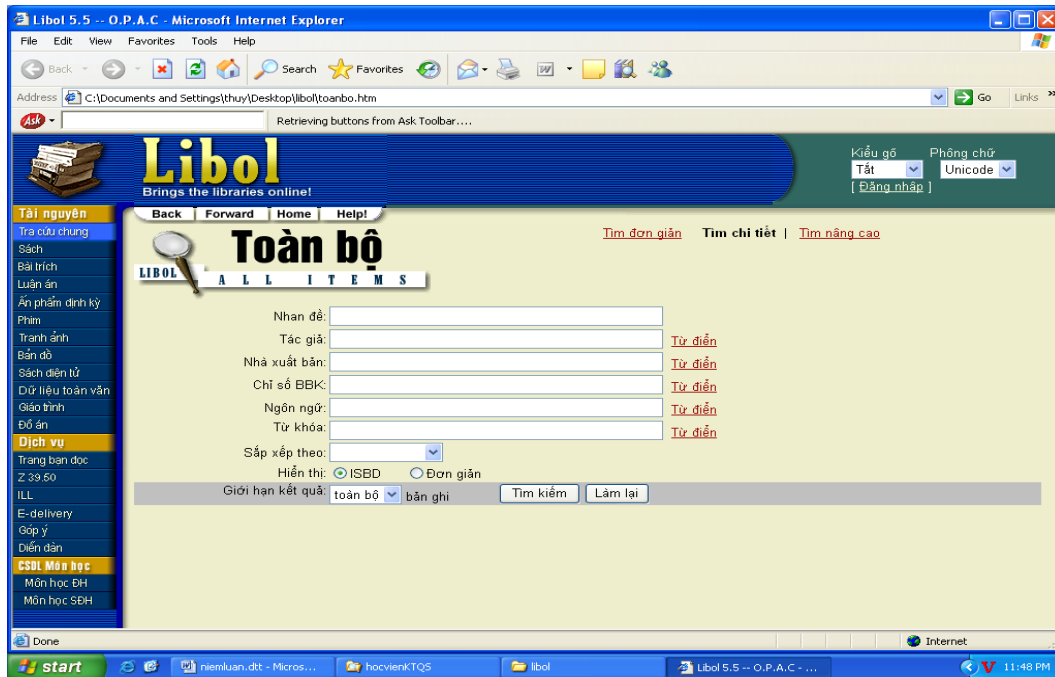 Libol 5.5 -- O.P.A.C - Microsoft Internet Explorer
File Edit View Favorites Tools Help
Back Search Favorites
Address C:\Documents and Settings\thuy\Desktop\libol\toanbo.htm Go Links »
Ask Retrieving buttons from Ask Toolbar....
Libol
Brings the libraries online!
Kiểu gõ Phông chữ
Tắt Unicode
[ Đăng nhập ]
Back Forward Home Help!
Toàn bộ
LIBOL ALL ITEMS
Tìm đơn giản Tìm chi tiết | Tìm nâng cao
Tài nguyên
Tra cứu chung
Sách
Bài trích
Luận án
Ấn phẩm định kỳ
Phim
Tranh ảnh
Bản đồ
Sách điện tử
Dữ liệu toàn văn
Giáo trình
Đồ án
Dịch vụ
Trang bạn đọc
Z 39.50
ILL
E-delivery
Góp ý
Diễn đàn
CSDL Môn học
Môn học ĐH
Môn học SĐH
Nhan đề:
Tác giả: Từ điển
Nhà xuất bản: Từ điển
Chỉ số BBK: Từ điển
Ngôn ngữ: Từ điển
Từ khóa: Từ điển
Sắp xếp theo:
Hiển thị: ISBD Đơn giản
Giới hạn kết quả: toàn bộ bản ghi Tìm kiếm Làm lại
Done Internet
start niemluan.dtt - Micros... hocvienKTQS libol Libol 5.5 -- O.P.A.C - ... V 11:48 PM